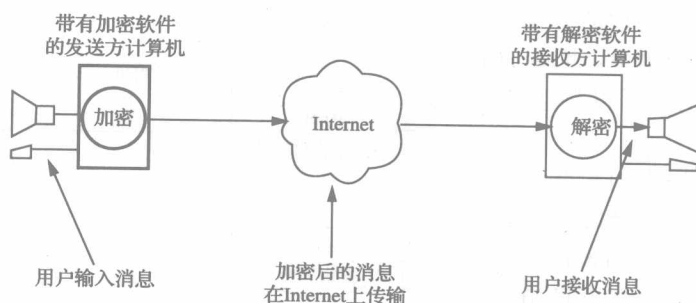 带有加密软件
的发送方计算机
带有解密软件
的接收方计算机
加密
Internet
解密
用户输入消息
加密后的消息
在Internet上传输
用户接收消息